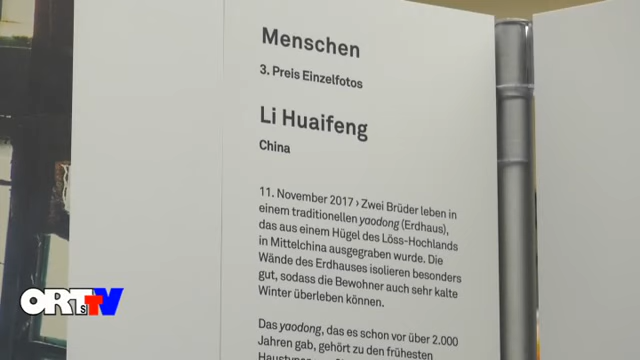 Menschen
3. Preis Einzelfotos
Li Huaifeng
China
11. November 2017 › Zwei Brüder leben in
einem traditionellen yaodong (Erdhaus),
das aus einem Hügel des Löss-Hochlands
in Mittelchina ausgegraben wurde. Die
Wände des Erdhauses isolieren besonders
gut, sodass die Bewohner auch sehr kalte
Winter überleben können.
Das yaodong, das es schon vor über 2.000
Jahren gab, gehört zu den frühesten
ORTSTV